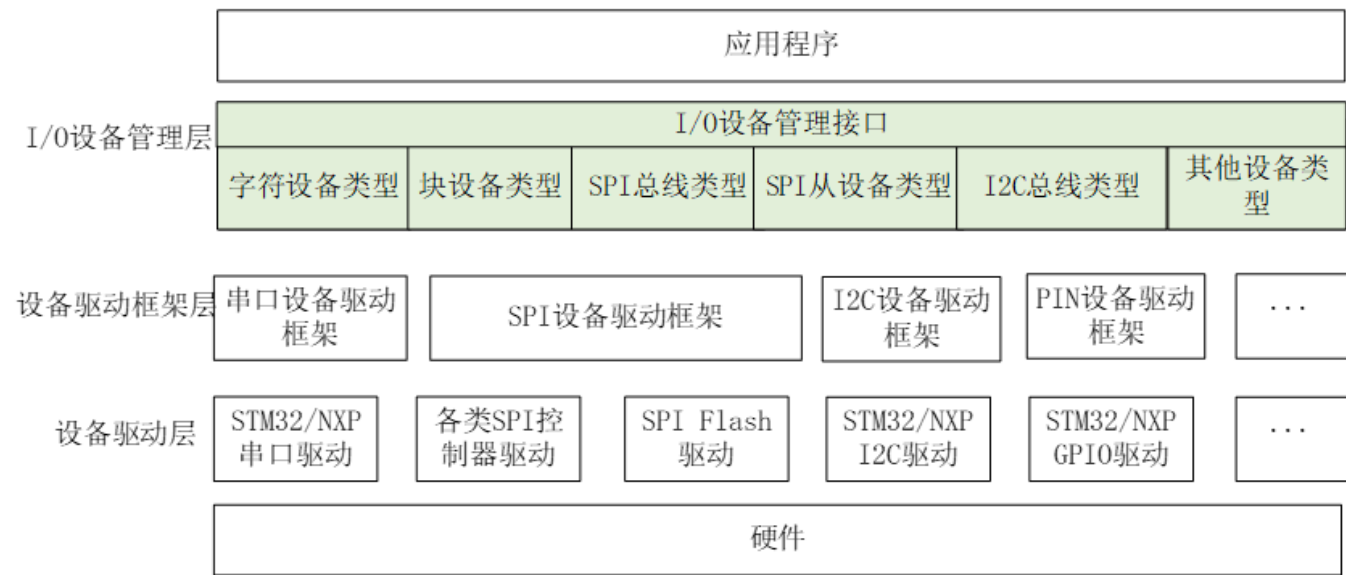 应用程序
I/O设备管理层
I/O设备管理接口
字符设备类型
块设备类型
SPI总线类型
SPI从设备类型
I2C总线类型
其他设备类
型
设备驱动框架层
串口设备驱动
框架
SPI设备驱动框架
I2C设备驱动
框架
PIN设备驱动
框架
...
设备驱动层
STM32/NXP
串口驱动
各类SPI控
制器驱动
SPI Flash
驱动
STM32/NXP
I2C驱动
STM32/NXP
GPIO驱动
...
硬件